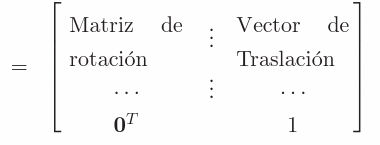 Matriz de ⋮ Vector de
= rotación Traslación
⋯ ⋮ ⋯
0^T 1